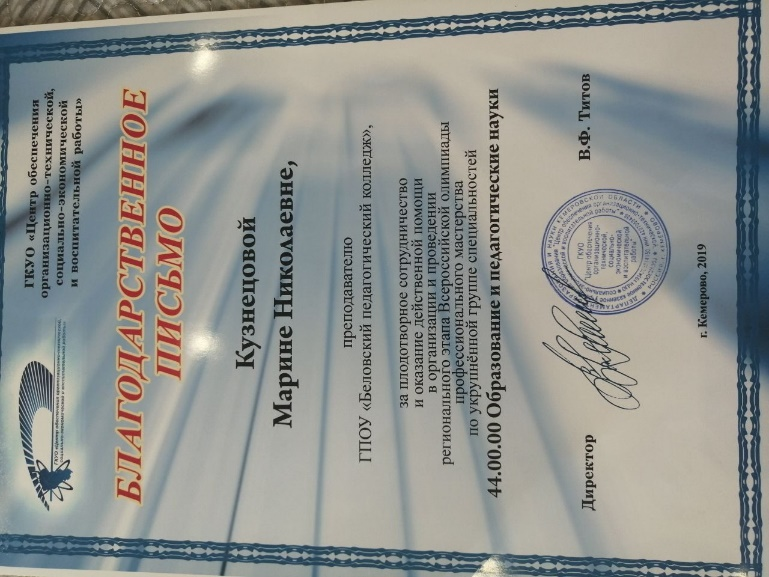 ГКУО «Центр обеспечения
организационно-технической,
социально-экономической
и воспитательной работы»
БЛАГОДАРСТВЕННОЕ
ПИСЬМО
Кузнецовой
Марине Николаевне,
преподавателю
ГПОУ «Беловский педагогический колледж»,
за плодотворное сотрудничество
и оказание действенной помощи
в организации и проведении
регионального этапа Всероссийской олимпиады
профессионального мастерства
по укрупнённой группе специальностей
44.00.00 Образование и педагогические науки
Директор
В.Ф. Титов
г. Кемерово, 2019